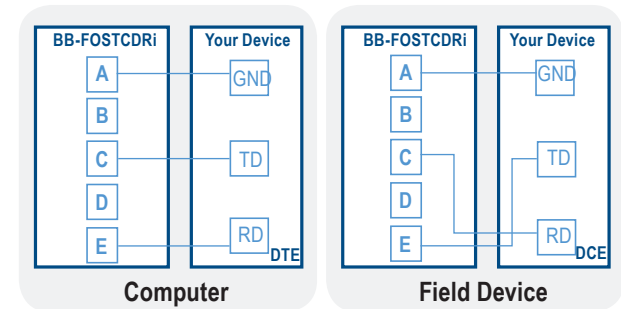 BB-FOSTCDRi Your Device
A GND
B
C TD
D
E RD
DTE
Computer
BB-FOSTCDRi Your Device
A GND
B
C TD
D
E RD
DCE
Field Device